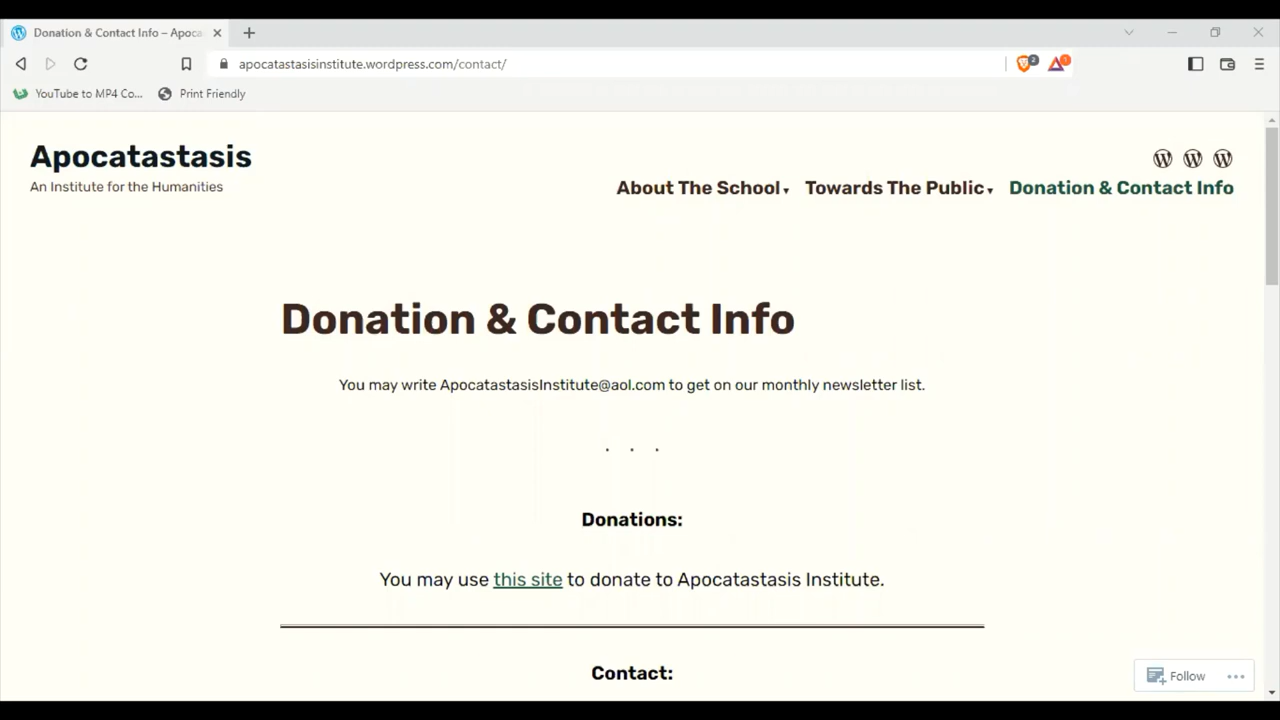 Donation & Contact Info – Apoca
apocatastasisinstitute.wordpress.com/contact/
2
1
YouTube to MP4 Co...
Print Friendly
Apocatastasis
An Institute for the Humanities
About The School
Towards The Public
Donation & Contact Info
Donation & Contact Info
You may write ApocatastasisInstitute@aol.com to get on our monthly newsletter list.
. . .
Donations:
You may use this site to donate to Apocatastasis Institute.
Contact:
Follow